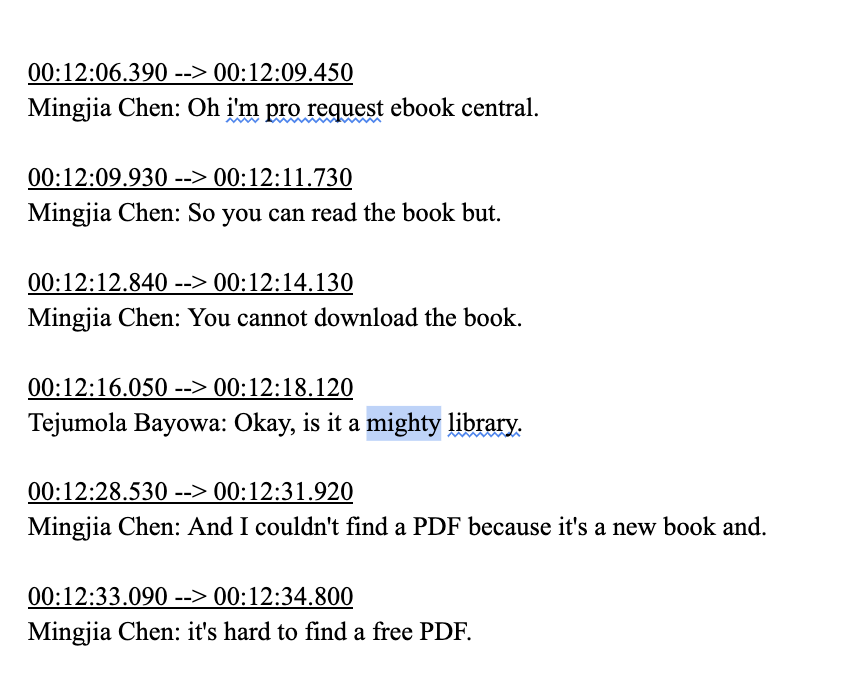 00:12:06.390 --> 00:12:09.450
Mingjia Chen: Oh i'm pro request ebook central.
00:12:09.930 --> 00:12:11.730
Mingjia Chen: So you can read the book but.
00:12:12.840 --> 00:12:14.130
Mingjia Chen: You cannot download the book.
00:12:16.050 --> 00:12:18.120
Tejumola Bayowa: Okay, is it a mighty library.
00:12:28.530 --> 00:12:31.920
Mingjia Chen: And I couldn't find a PDF because it's a new book and.
00:12:33.090 --> 00:12:34.800
Mingjia Chen: it's hard to find a free PDF.